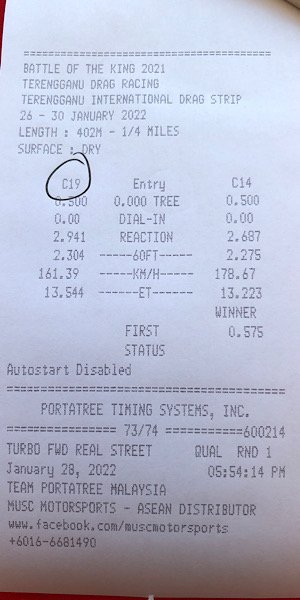 ================================================
BATTLE OF THE KING 2021
TERENGGANU DRAG RACING
TERENGGANU INTERNATIONAL DRAG STRIP
26 - 30 JANUARY 2022
LENGTH : 402M - 1/4 MILES
SURFACE : DRY
C19 Entry C14
0.500 0.000 TREE 0.500
0.00 DIAL-IN 0.00
2.941 REACTION 2.687
2.304 -----60FT----- 2.275
161.39 -----KM/H----- 178.67
13.544 ------ET------ 13.223
WINNER
FIRST 0.575
STATUS
Autostart Disabled
================================================
PORTATREE TIMING SYSTEMS, INC.
================ 73/74 ===========600214
TURBO FWD REAL STREET QUAL RND 1
January 28, 2022 05:54:14 PM
TEAM PORTATREE MALAYSIA
MUSC MOTORSPORTS - ASEAN DISTRIBUTOR
www.facebook.com/muscmotorsports
+6016-6681490